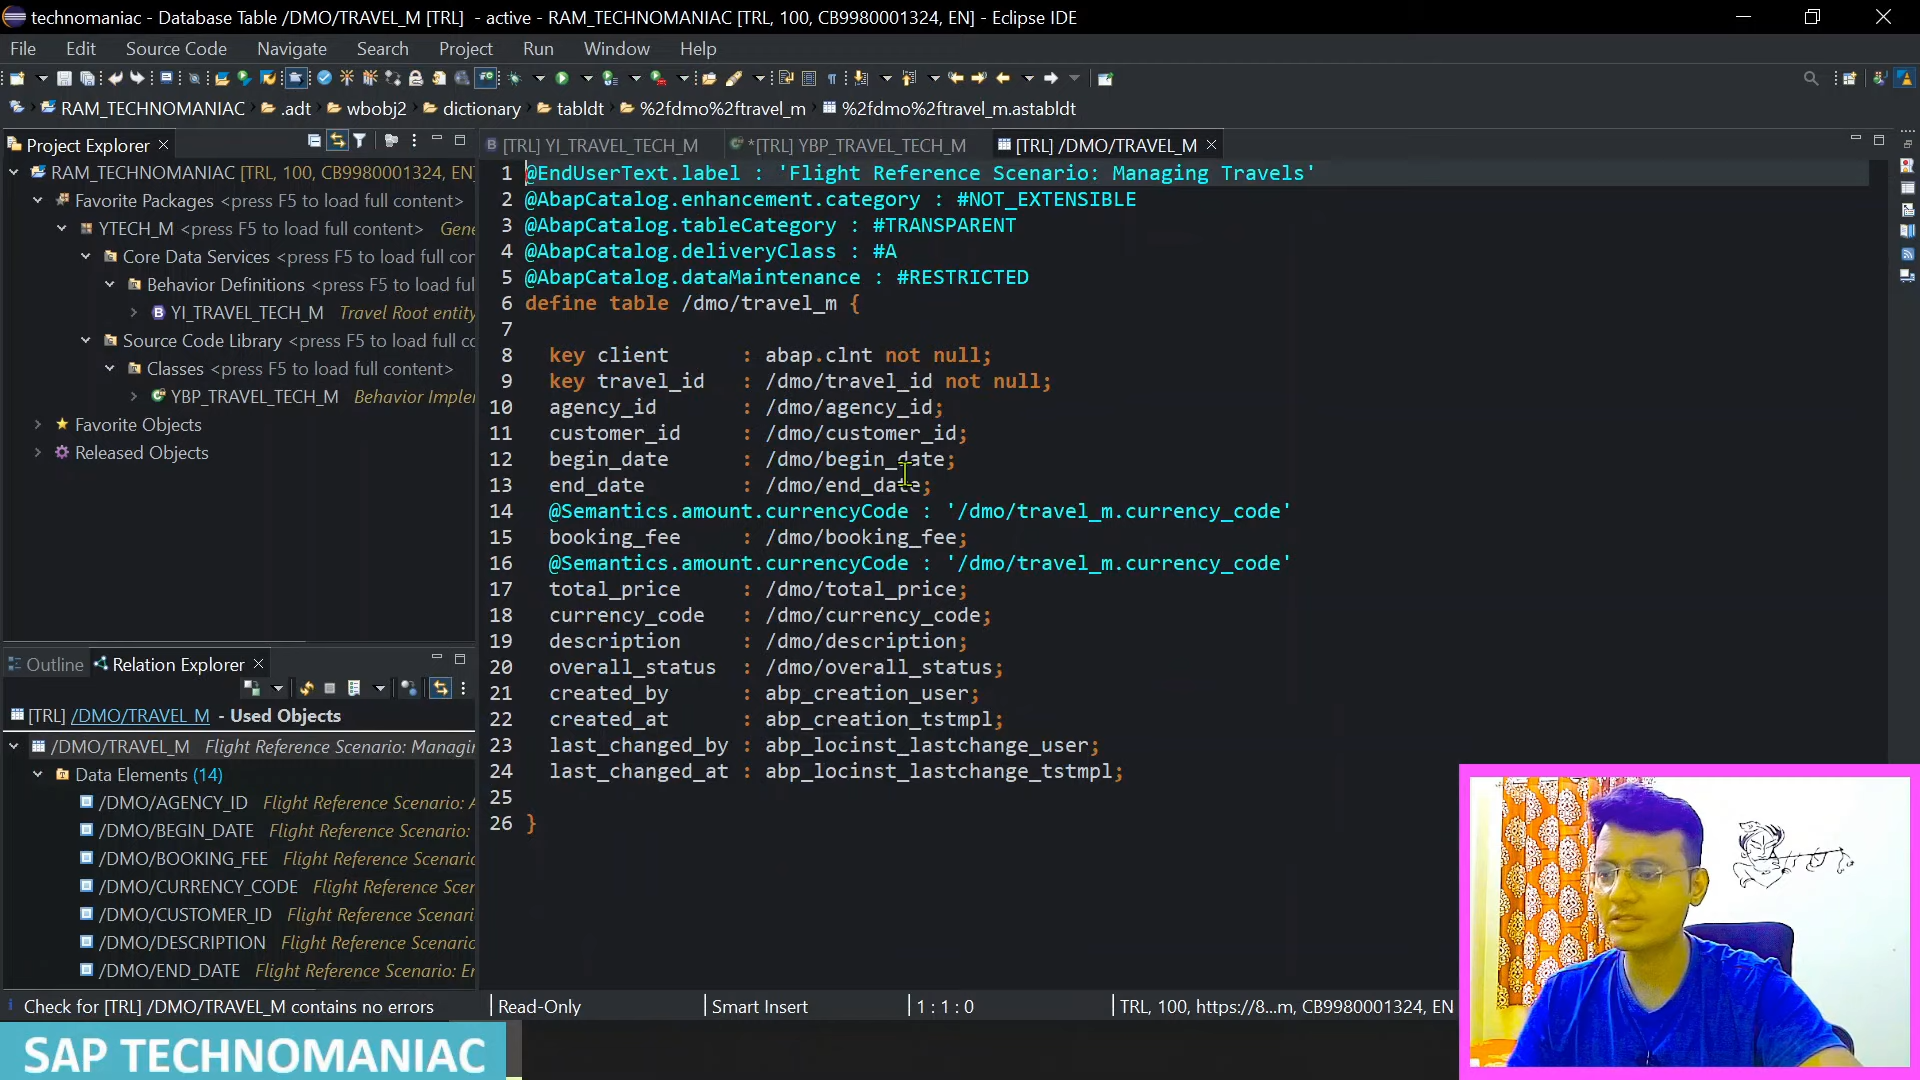 technomaniac - Database Table /DMO/TRAVEL_M [TRL] - active - RAM_TECHNOMANIAC [TRL, 100, CB9980001324, EN] - Eclipse IDE
File Edit Source Code Navigate Search Project Run Window Help
RAM_TECHNOMANIAC .adt wbobj2 dictionary tabldt %2fdmo%2ftravel_m %2fdmo%2ftravel_m.astabldt
Project Explorer
RAM_TECHNOMANIAC [TRL, 100, CB9980001324, EN]
Favorite Packages <press F5 to load full content>
YTECH_M <press F5 to load full content> Gene
Core Data Services <press F5 to load full con
Behavior Definitions <press F5 to load full
YI_TRAVEL_TECH_M Travel Root entity
Source Code Library <press F5 to load full co
Classes <press F5 to load full content>
YBP_TRAVEL_TECH_M Behavior Imple
Favorite Objects
Released Objects
[TRL] YI_TRAVEL_TECH_M *[TRL] YBP_TRAVEL_TECH_M [TRL] /DMO/TRAVEL_M
1 @EndUserText.label : 'Flight Reference Scenario: Managing Travels'
2 @AbapCatalog.enhancement.category : #NOT_EXTENSIBLE
3 @AbapCatalog.tableCategory : #TRANSPARENT
4 @AbapCatalog.deliveryClass : #A
5 @AbapCatalog.dataMaintenance : #RESTRICTED
6 define table /dmo/travel_m {
7
8 key client : abap.clnt not null;
9 key travel_id : /dmo/travel_id not null;
10 agency_id : /dmo/agency_id;
11 customer_id : /dmo/customer_id;
12 begin_date : /dmo/begin_date;
13 end_date : /dmo/end_date;
14 @Semantics.amount.currencyCode : '/dmo/travel_m.currency_code'
15 booking_fee : /dmo/booking_fee;
16 @Semantics.amount.currencyCode : '/dmo/travel_m.currency_code'
17 total_price : /dmo/total_price;
18 currency_code : /dmo/currency_code;
19 description : /dmo/description;
20 overall_status : /dmo/overall_status;
21 created_by : abp_creation_user;
22 created_at : abp_creation_tstmpl;
23 last_changed_by : abp_locinst_lastchange_user;
24 last_changed_at : abp_locinst_lastchange_tstmpl;
25
26 }
Outline Relation Explorer
[TRL] /DMO/TRAVEL_M - Used Objects
/DMO/TRAVEL_M Flight Reference Scenario: Managi
Data Elements (14)
/DMO/AGENCY_ID Flight Reference Scenario: A
/DMO/BEGIN_DATE Flight Reference Scenario:
/DMO/BOOKING_FEE Flight Reference Scenario
/DMO/CURRENCY_CODE Flight Reference Scer
/DMO/CUSTOMER_ID Flight Reference Scenari
/DMO/DESCRIPTION Flight Reference Scenario
/DMO/END_DATE Flight Reference Scenario: En
Check for [TRL] /DMO/TRAVEL_M contains no errors Read-Only Smart Insert 1 : 1 : 0 TRL, 100, https://8...m, CB9980001324, EN
SAP TECHNOMANIAC